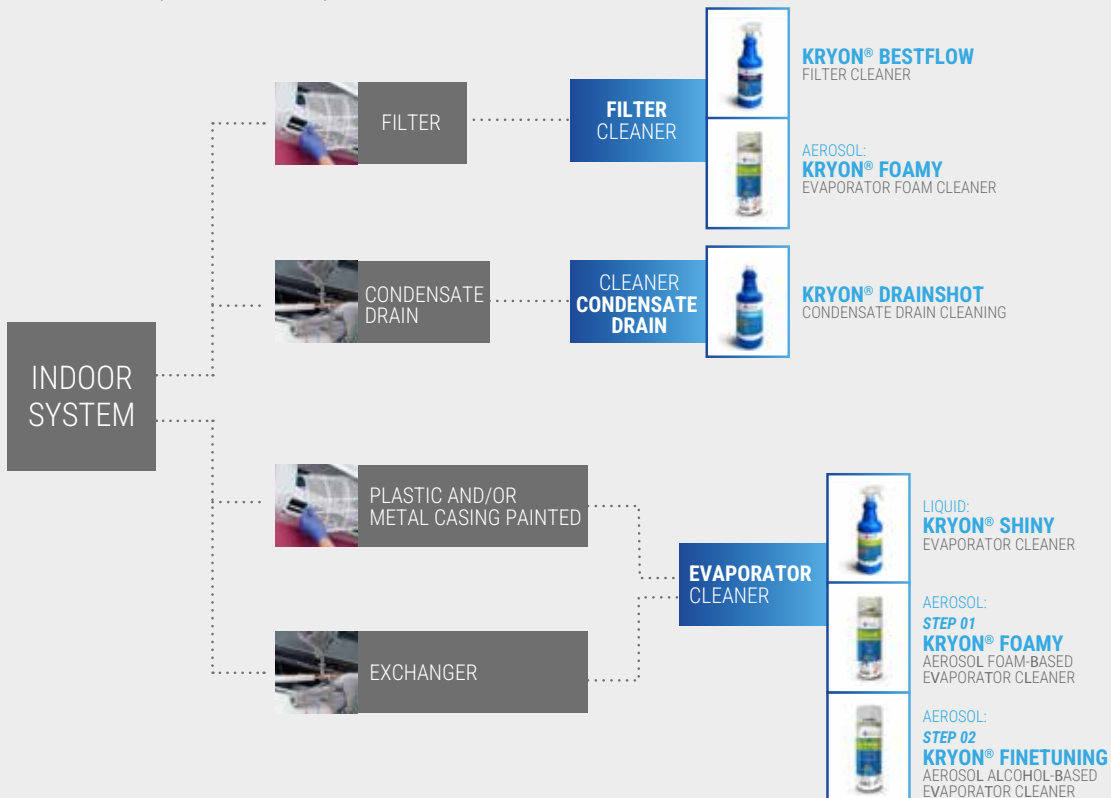 INDOOR
SYSTEM
FILTER
FILTER
CLEANER
KRYON® BESTFLOW
FILTER CLEANER
AEROSOL:
KRYON® FOAMY
EVAPORATOR FOAM CLEANER
CONDENSATE
DRAIN
CLEANER
CONDENSATE
DRAIN
KRYON® DRAINSHOT
CONDENSATE DRAIN CLEANING
PLASTIC AND/OR
METAL CASING PAINTED
EXCHANGER
EVAPORATOR
CLEANER
LIQUID:
KRYON® SHINY
EVAPORATOR CLEANER
AEROSOL:
STEP 01
KRYON® FOAMY
AEROSOL FOAM-BASED
EVAPORATOR CLEANER
AEROSOL:
STEP 02
KRYON® FINETUNING
AEROSOL ALCOHOL-BASED
EVAPORATOR CLEANER